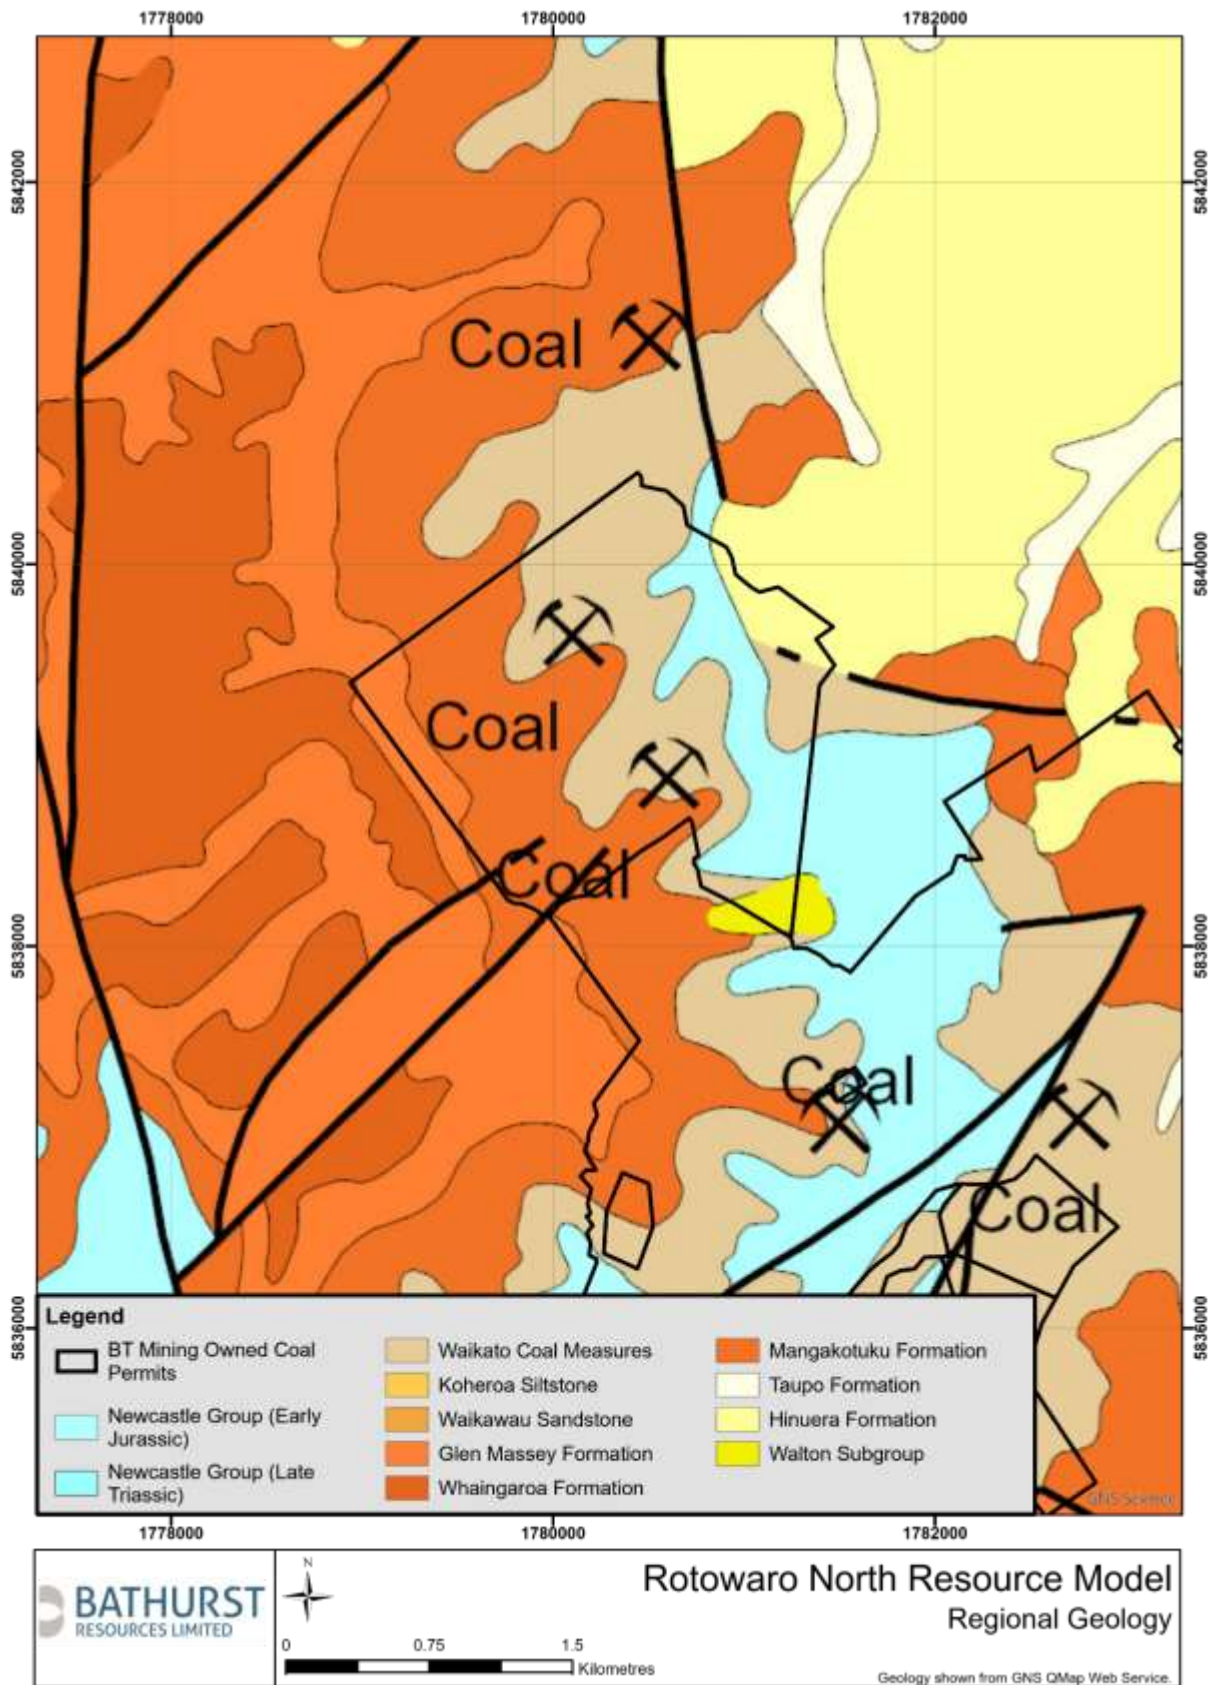 1778000 1780000 1782000
5842000 5842000
Coal
5840000 5840000
Coal
Coal
5838000 5838000
Coal
Coal
5836000 5836000
Legend
BT Mining Owned Coal
Permits
Newcastle Group (Early
Jurassic)
Newcastle Group (Late
Triassic)
Waikato Coal Measures
Koheroa Siltstone
Waikawau Sandstone
Glen Massey Formation
Whaingaroa Formation
Mangakotuku Formation
Taupo Formation
Hinuera Formation
Walton Subgroup
GNS Science
1778000 1780000 1782000
BATHURST
RESOURCES LIMITED
N
0 0.75 1.5
Kilometres
Rotowaro North Resource Model
Regional Geology
Geology shown from GNS QMap Web Service.